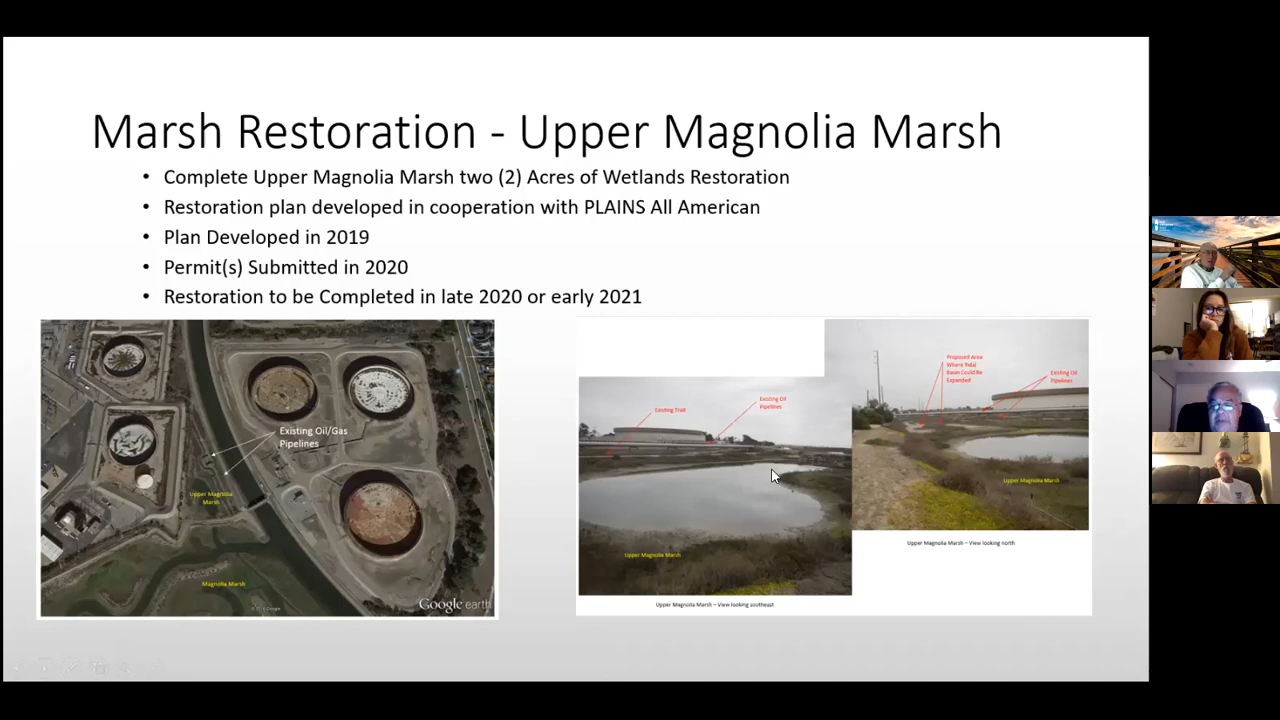 Marsh Restoration - Upper Magnolia Marsh
• Complete Upper Magnolia Marsh two (2) Acres of Wetlands Restoration
• Restoration plan developed in cooperation with PLAINS All American
• Plan Developed in 2019
• Permit(s) Submitted in 2020
• Restoration to be Completed in late 2020 or early 2021
Existing Oil/Gas
Pipelines
Upper Magnolia
Marsh
Magnolia Marsh
Google earth
Existing Trail
Existing Oil
Pipelines
Upper Magnolia Marsh
Upper Magnolia Marsh – View looking southeast
Proposed Area
Where Tidal
Basin Could Be
Expanded
Existing Oil
Pipelines
Upper Magnolia Marsh
Upper Magnolia Marsh – View looking north